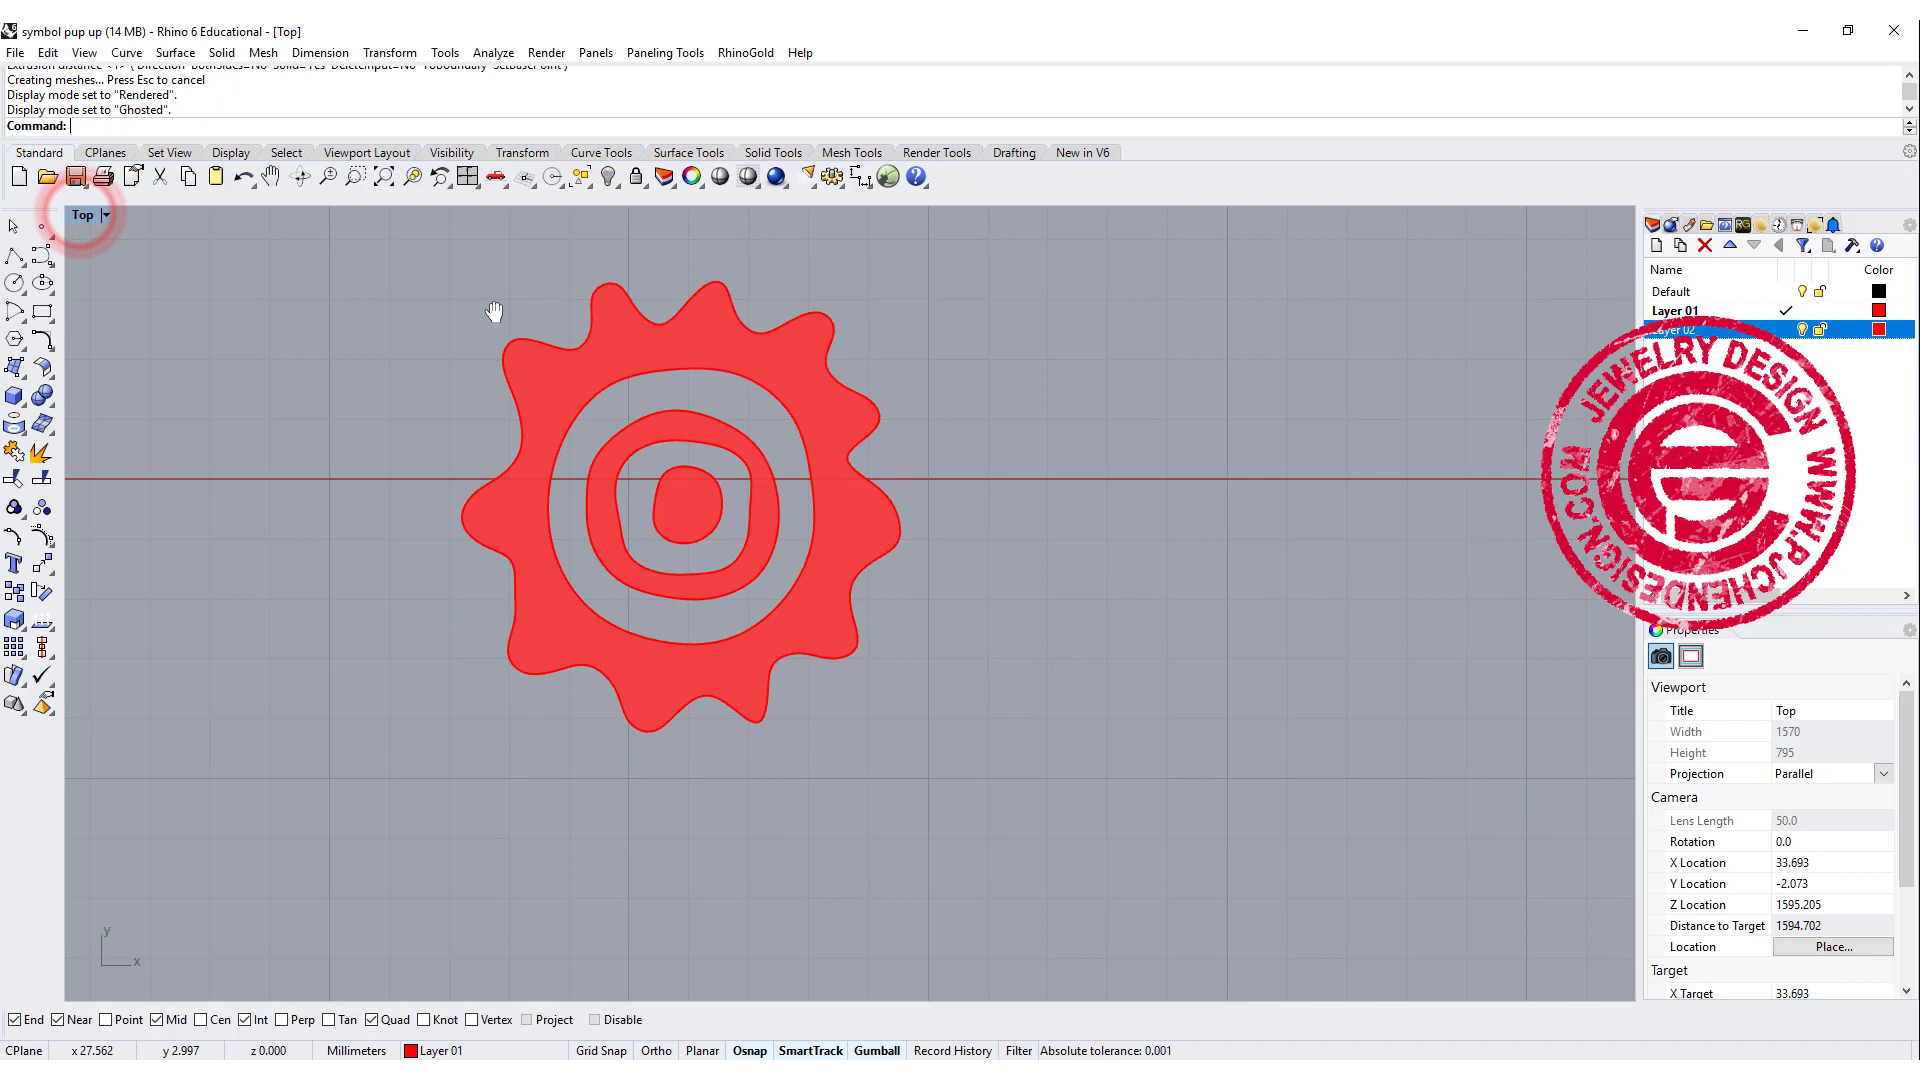 symbol pup up (14 MB) - Rhino 6 Educational - [Top]
File Edit View Curve Surface Solid Mesh Dimension Transform Tools Analyze Render Panels Paneling Tools RhinoGold Help
Creating meshes... Press Esc to cancel
Display mode set to "Rendered".
Display mode set to "Ghosted".
Command:
Standard CPlanes Set View Display Select Viewport Layout Visibility Transform Curve Tools Surface Tools Solid Tools Mesh Tools Render Tools Drafting New in V6
Top
Name Color
Default
Layer 01
Layer 02
JEWELRY DESIGN WWW.PJCHENDESIGN.COM
Properties
Viewport
Title Top
Width 1570
Height 795
Projection Parallel
Camera
Lens Length 50.0
Rotation 0.0
X Location 33.693
Y Location -2.073
Z Location 1595.205
Distance to Target 1594.702
Location Place...
Target
X Target 33.693
y
x
End Near Point Mid Cen Int Perp Tan Quad Knot Vertex Project Disable
CPlane x 27.562 y 2.997 z 0.000 Millimeters Layer 01 Grid Snap Ortho Planar Osnap SmartTrack Gumball Record History Filter Absolute tolerance: 0.001